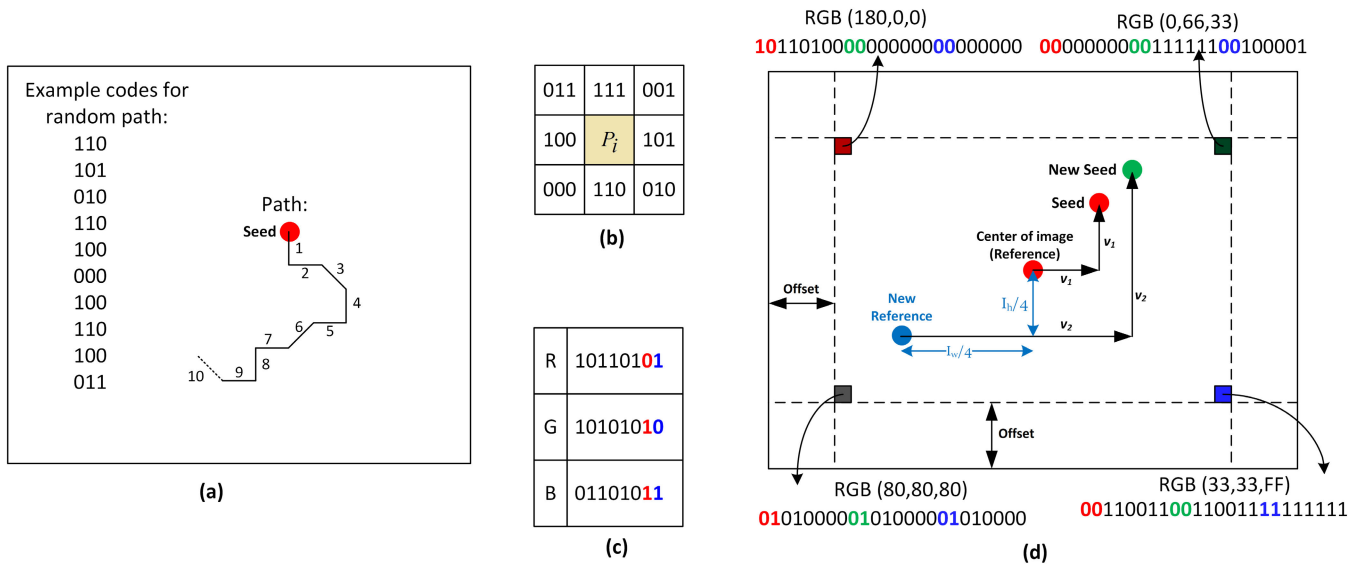 Example codes for
random path:
110
101
010
110
100
000
100
110
100
011
Path:
Seed
1
2
3
4
5
6
7
8
9
10
(a)
011 111 001
100 Pi 101
000 110 010
(b)
R 10110101
G 10101010
B 01101011
(c)
RGB (180,0,0)
101101000000000000000000
RGB (0,66,33)
000000000011111100100001
New Seed
Seed
Center of image
(Reference)
v1
v1
v2
v2
Offset
New
Reference
Ih/4
Iw/4
Offset
RGB (80,80,80)
010100000101000001010000
RGB (33,33,FF)
001100110011001111111111
(d)